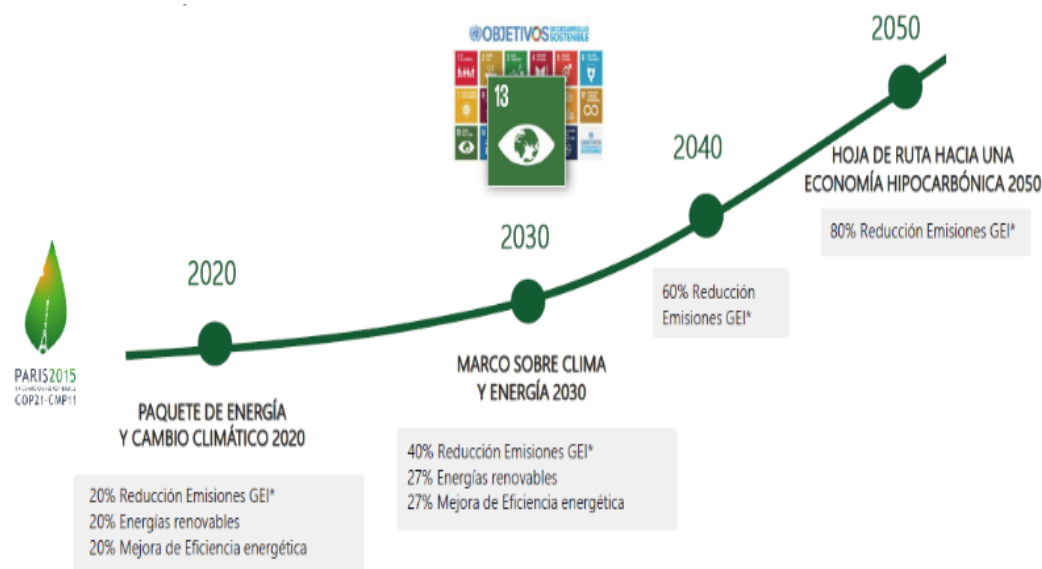 OBJETIVOS DE DESARROLLO SOSTENIBLE
13
2050
2040
HOJA DE RUTA HACIA UNA
ECONOMÍA HIPOCARBÓNICA 2050
80% Reducción Emisiones GEI*
2030
2020
60% Reducción
Emisiones GEI*
PARIS2015
COP21·CMP11
MARCO SOBRE CLIMA
Y ENERGÍA 2030
PAQUETE DE ENERGÍA
Y CAMBIO CLIMÁTICO 2020
40% Reducción Emisiones GEI*
27% Energías renovables
27% Mejora de Eficiencia energética
20% Reducción Emisiones GEI*
20% Energías renovables
20% Mejora de Eficiencia energética